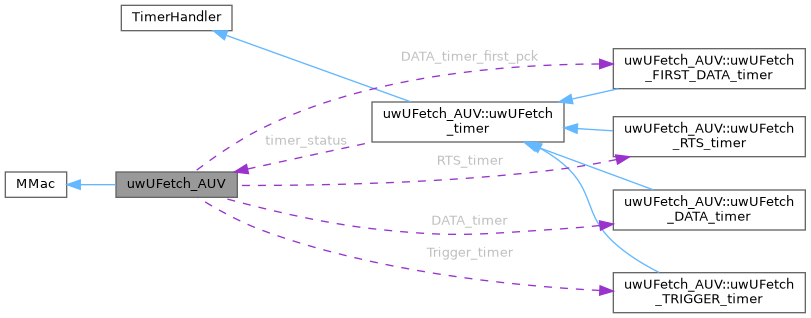 TimerHandler
DATA_timer_first_pck
uwUFetch_AUV::uwUFetch
_FIRST_DATA_timer
uwUFetch_AUV::uwUFetch
_timer
uwUFetch_AUV::uwUFetch
_RTS_timer
timer_status
RTS_timer
MMac
uwUFetch_AUV
DATA_timer
uwUFetch_AUV::uwUFetch
_DATA_timer
Trigger_timer
uwUFetch_AUV::uwUFetch
_TRIGGER_timer